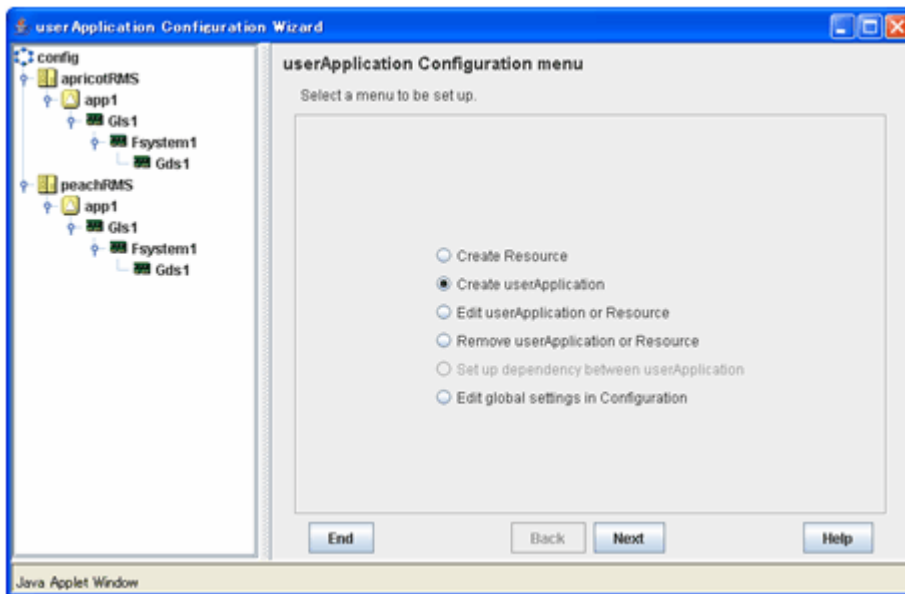 userApplication Configuration Wizard
config
apricotRMS
app1
Gls1
Fsystem1
Gds1
peachRMS
app1
Gls1
Fsystem1
Gds1
userApplication Configuration menu
Select a menu to be set up.
Create Resource
Create userApplication
Edit userApplication or Resource
Remove userApplication or Resource
Set up dependency between userApplication
Edit global settings in Configuration
End
Back
Next
Help
Java Applet Window